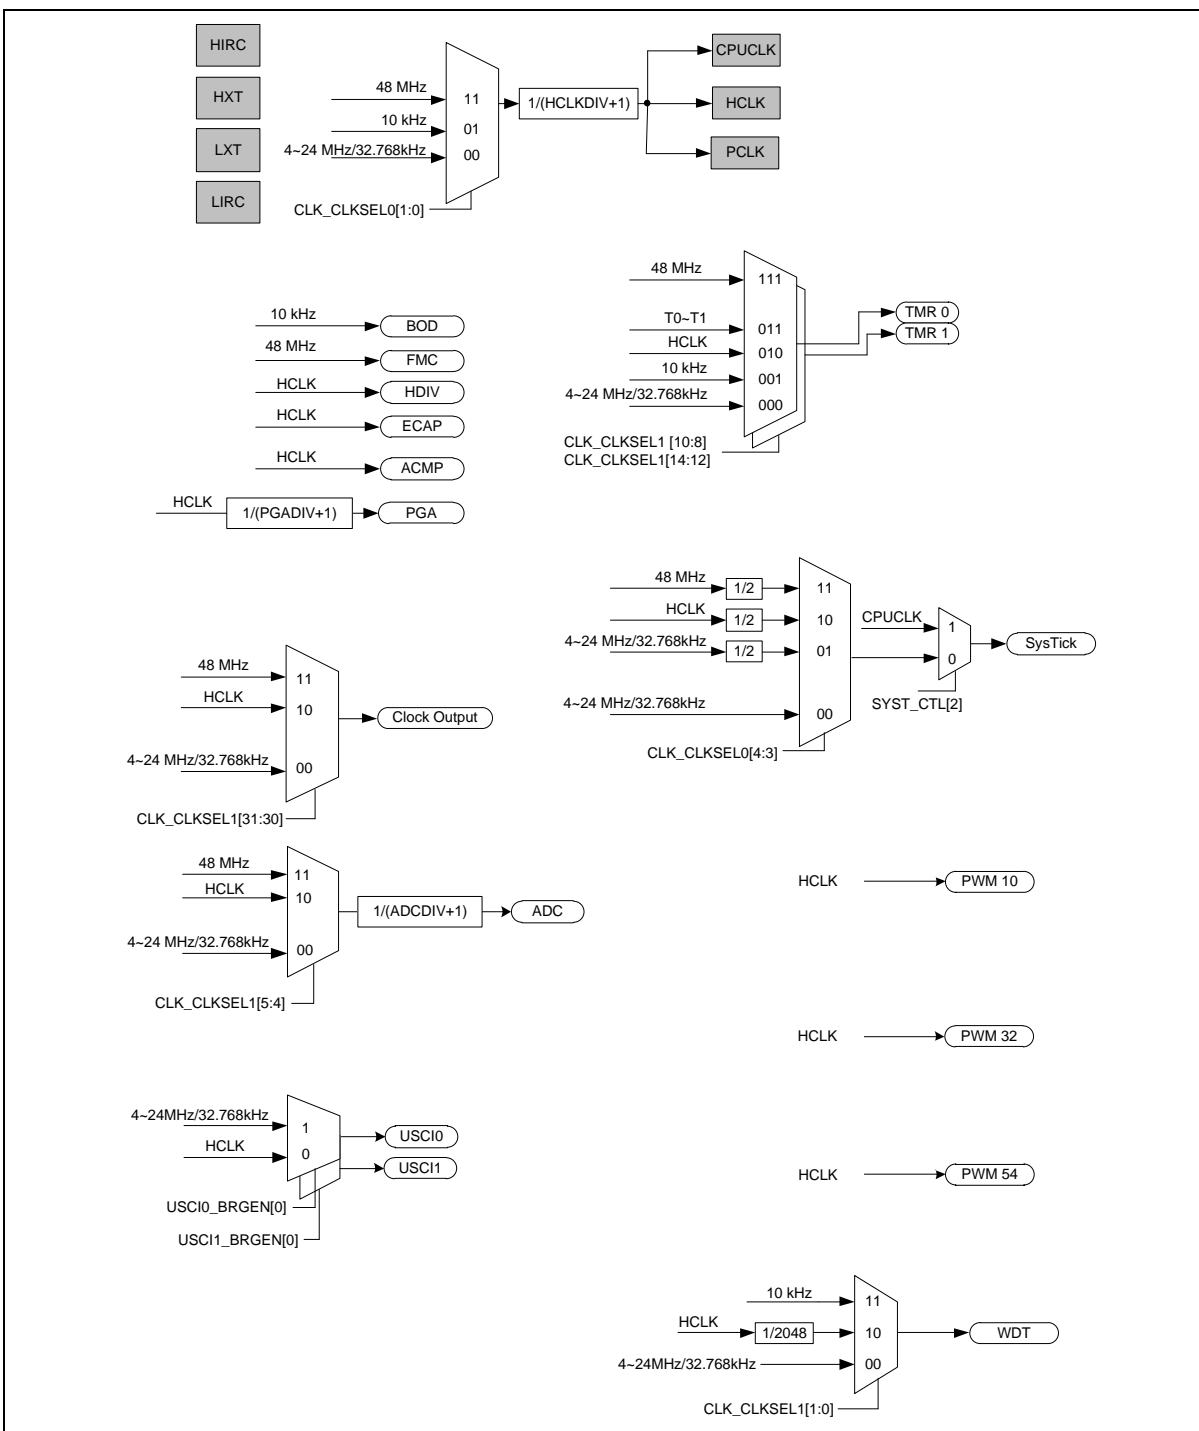 HIRC
HXT
LXT
LIRC
48 MHz
10 kHz
4~24 MHz/32.768kHz
11
01
00
CLK_CLKSEL0[1:0]
1/(HCLKDIV+1)
CPUCLK
HCLK
PCLK
48 MHz
T0~T1
HCLK
10 kHz
4~24 MHz/32.768kHz
111
011
010
001
000
CLK_CLKSEL1 [10:8]
CLK_CLKSEL1[14:12]
TMR 0
TMR 1
10 kHz
BOD
48 MHz
FMC
HCLK
HDIV
HCLK
ECAP
HCLK
ACMP
HCLK
1/(PGADIV+1)
PGA
48 MHz
1/2
11
HCLK
1/2
10
4~24 MHz/32.768kHz
1/2
01
4~24 MHz/32.768kHz
00
CLK_CLKSEL0[4:3]
CPUCLK
1
0
SYST_CTL[2]
SysTick
48 MHz
11
HCLK
10
4~24 MHz/32.768kHz
00
CLK_CLKSEL1[31:30]
Clock Output
48 MHz
11
HCLK
10
4~24 MHz/32.768kHz
00
CLK_CLKSEL1[5:4]
1/(ADCDIV+1)
ADC
HCLK
PWM 10
HCLK
PWM 32
HCLK
PWM 54
4~24MHz/32.768kHz
1
HCLK
0
USCI0_BRGEN[0]
USCI1_BRGEN[0]
USCI0
USCI1
10 kHz
11
HCLK
1/2048
10
4~24MHz/32.768kHz
00
CLK_CLKSEL1[1:0]
WDT